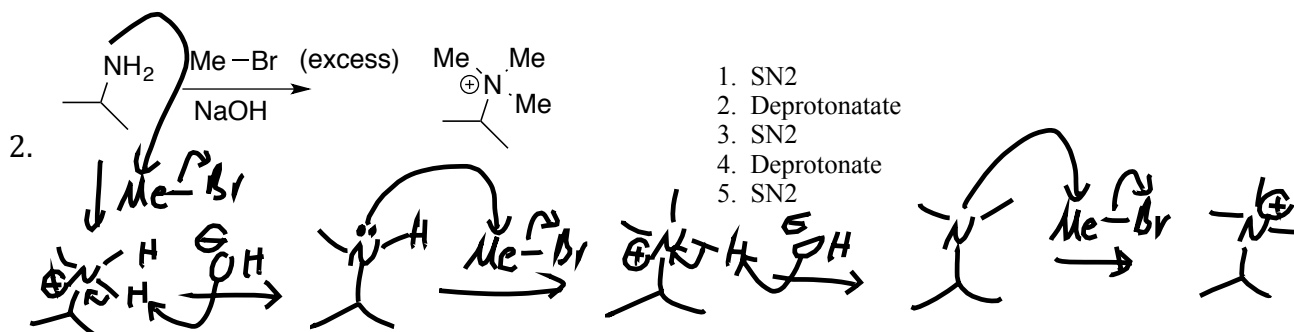 NH2 Me–Br (excess) Me Me
⊕N Me
NaOH
1. SN2
2. Deprotonatate
3. SN2
4. Deprotonate
5. SN2
2.
Me–Br
⊕N H H ⊖OH
N̈–H Me–Br
⊕N–H ⊖OH
N Me–Br
N⊕